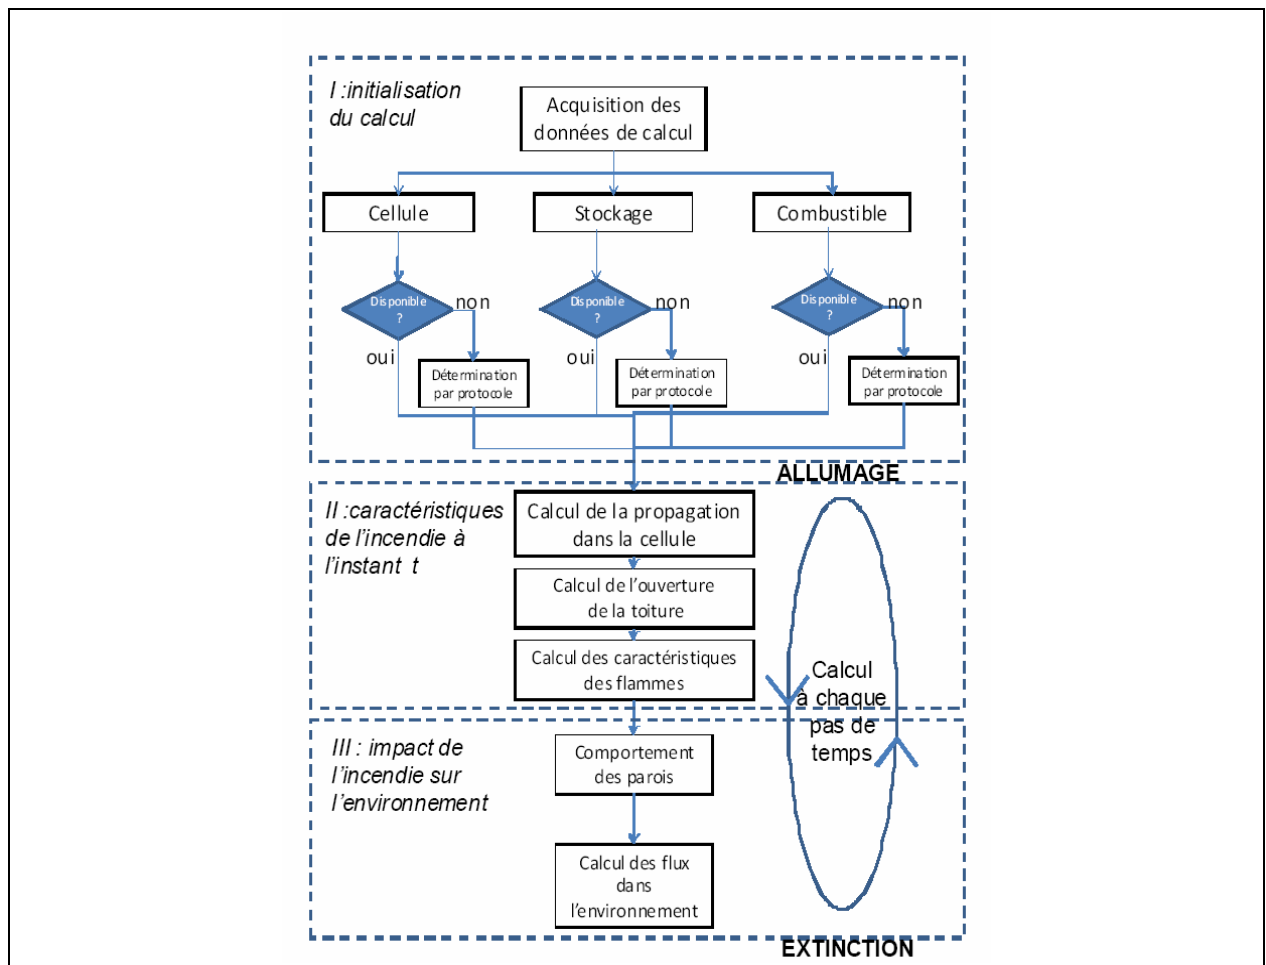 I :initialisation
du calcul
Acquisition des
données de calcul
Cellule
Stockage
Combustible
Disponible
?
non
Disponible
?
non
Disponible
?
non
oui
oui
oui
Détermination
par protocole
Détermination
par protocole
Détermination
par protocole
ALLUMAGE
II :caractéristiques
de l’incendie à
l’instant t
Calcul de la propagation
dans la cellule
Calcul de l’ouverture
de la toiture
Calcul des caractéristiques
des flammes
Calcul
à chaque
pas de
temps
III : impact de
l’incendie sur
l’environnement
Comportement
des parois
Calcul des flux
dans
l’environnement
EXTINCTION